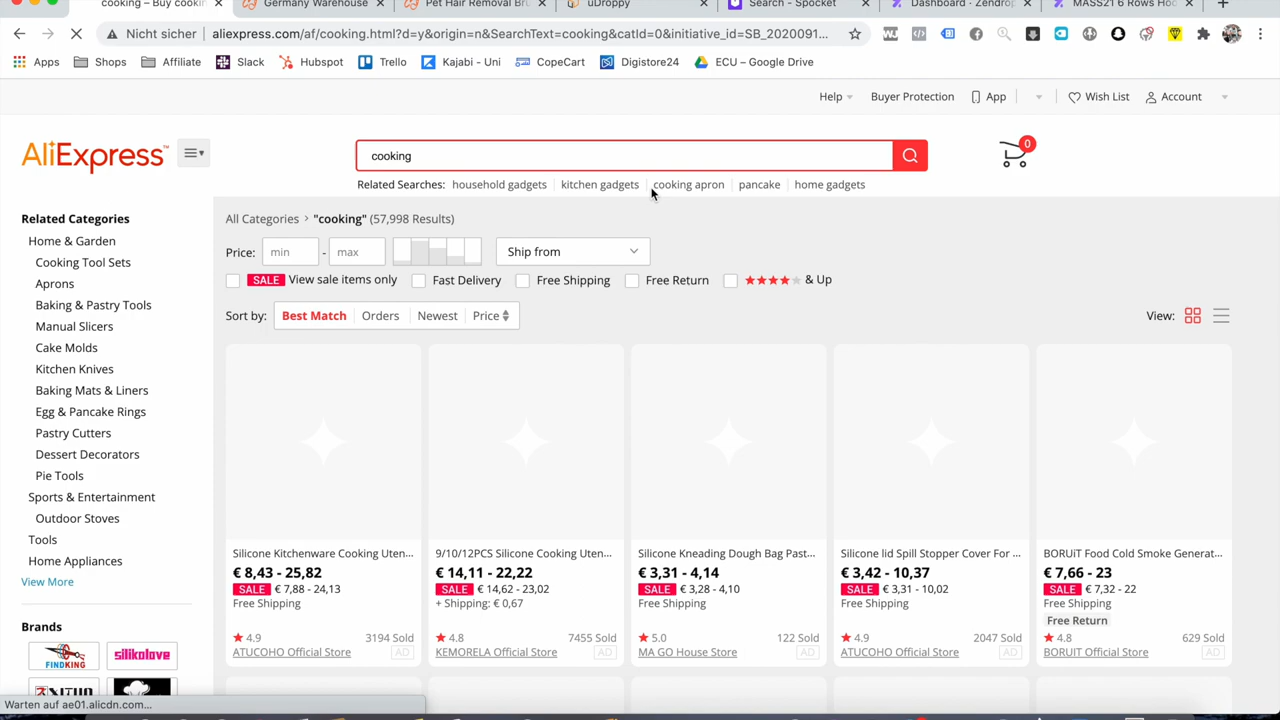 cooking – Buy cookin
Germany Warehouse
Pet Hair Removal Bru
uDroppy
Search - Spocket
Dashboard - Zendrop
MASS21 6 Rows Hoo
Nicht sicher
aliexpress.com/af/cooking.html?d=y&origin=n&SearchText=cooking&catId=0&initiative_id=SB_2020091...
Apps
Shops
Affiliate
Slack
Hubspot
Trello
Kajabi - Uni
CopeCart
Digistore24
ECU – Google Drive
Help
Buyer Protection
App
Wish List
Account
AliExpress™
cooking
0
Related Searches: household gadgets kitchen gadgets cooking apron pancake home gadgets
Related Categories
Home & Garden
Cooking Tool Sets
Aprons
Baking & Pastry Tools
Manual Slicers
Cake Molds
Kitchen Knives
Baking Mats & Liners
Egg & Pancake Rings
Pastry Cutters
Dessert Decorators
Pie Tools
Sports & Entertainment
Outdoor Stoves
Tools
Home Appliances
View More
Brands
FINDKING
silikolove
All Categories > "cooking" (57,998 Results)
Price: min - max Ship from
SALE View sale items only Fast Delivery Free Shipping Free Return & Up
Sort by: Best Match Orders Newest Price
View:
Silicone Kitchenware Cooking Uten...
€ 8,43 - 25,82
SALE € 7,88 - 24,13
Free Shipping
4.9 3194 Sold
ATUCOHO Official Store AD
9/10/12PCS Silicone Cooking Uten...
€ 14,11 - 22,22
SALE € 14,62 - 23,02
+ Shipping: € 0,67
4.8 7455 Sold
KEMORELA Official Store AD
Silicone Kneading Dough Bag Past...
€ 3,31 - 4,14
SALE € 3,28 - 4,10
Free Shipping
5.0 122 Sold
MA GO House Store AD
Silicone lid Spill Stopper Cover For ...
€ 3,42 - 10,37
SALE € 3,31 - 10,02
Free Shipping
4.9 2047 Sold
ATUCOHO Official Store AD
BORUiT Food Cold Smoke Generat...
€ 7,66 - 23
SALE € 7,32 - 22
Free Shipping
Free Return
4.8 629 Sold
BORUIT Official Store AD
Warten auf ae01.alicdn.com...